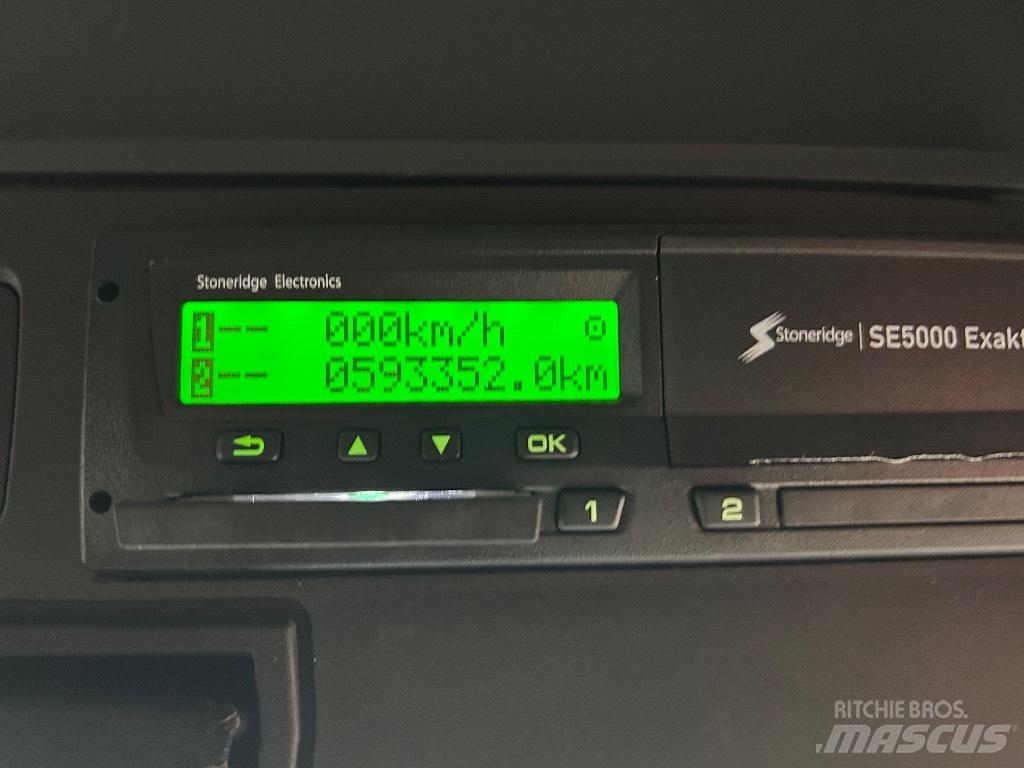 Stoneridge Electronics
1-- 000km/h
2-- 0593352.0km
Stoneridge | SE5000 Exakt
OK
1
2
RITCHIE BROS.
MASCUS